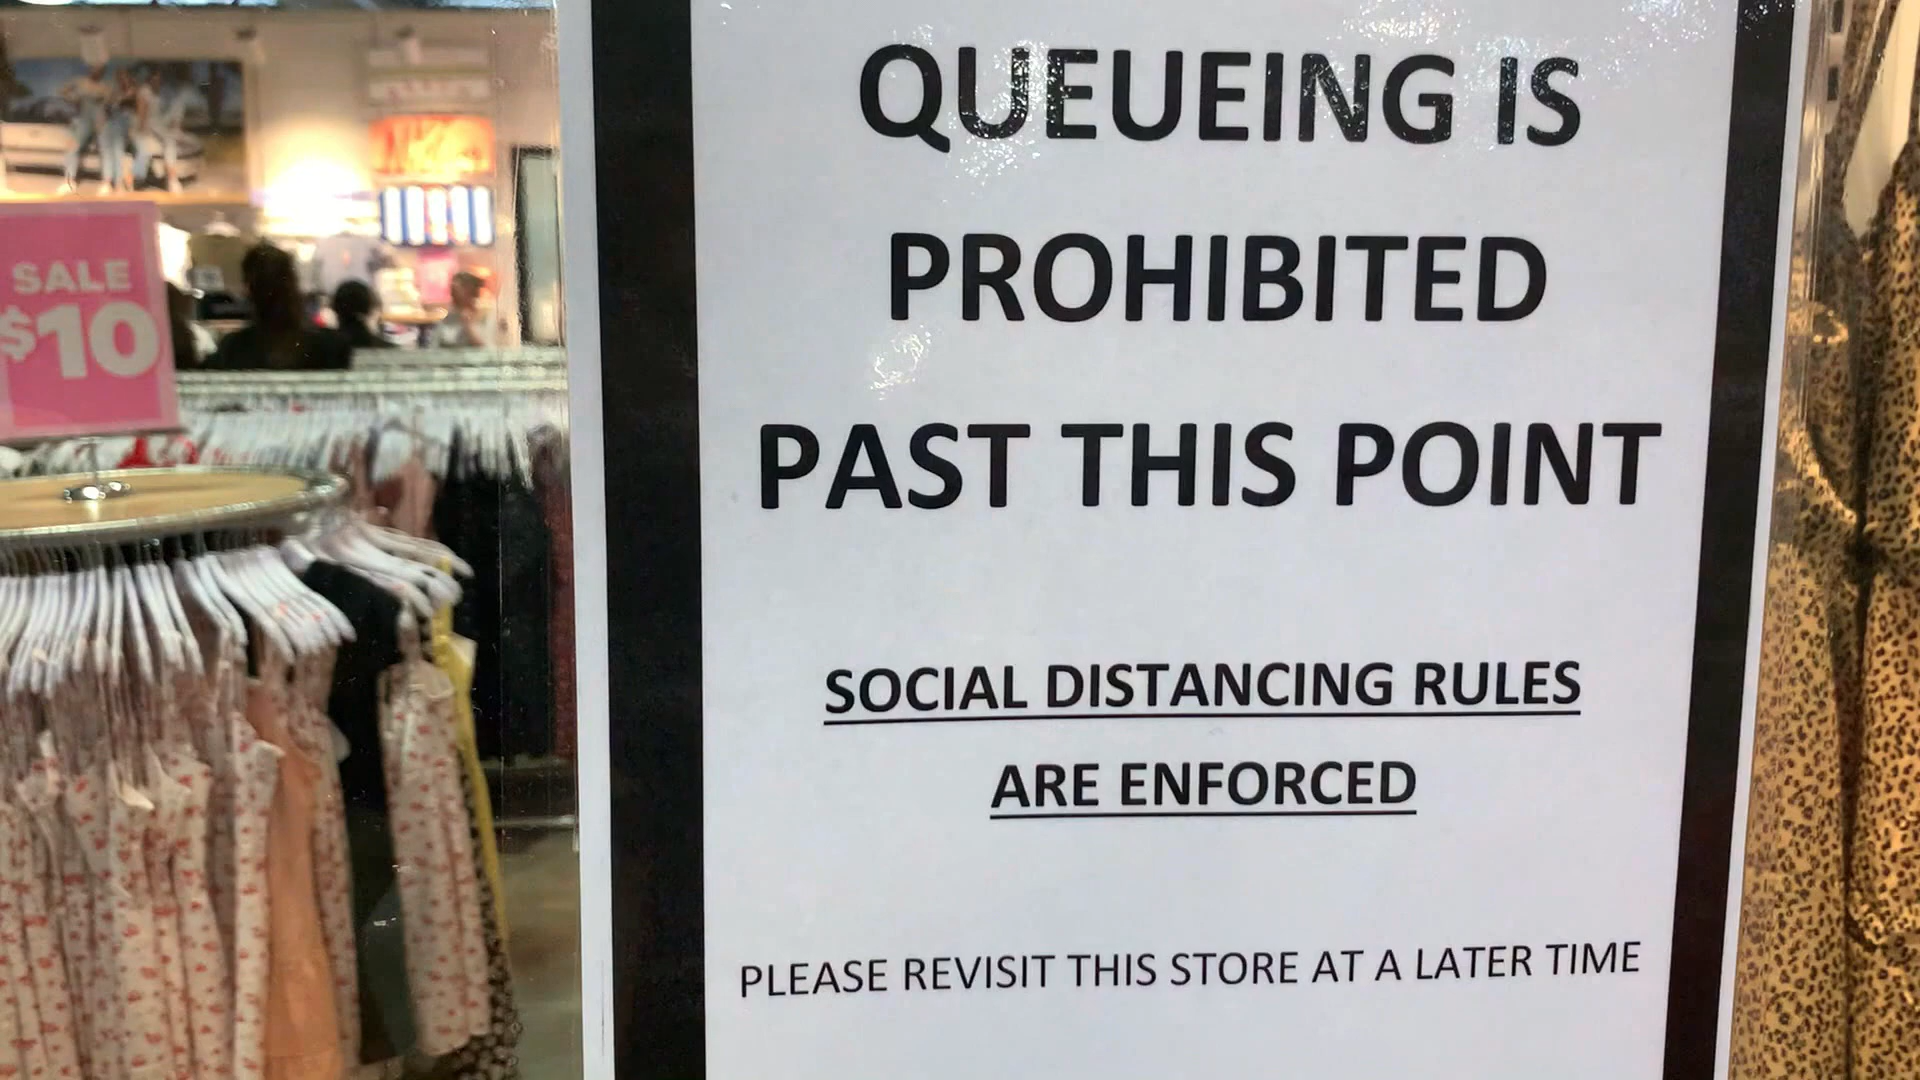 QUEUEING IS
PROHIBITED
PAST THIS POINT
SOCIAL DISTANCING RULES
ARE ENFORCED
PLEASE REVISIT THIS STORE AT A LATER TIME
SALE
$10